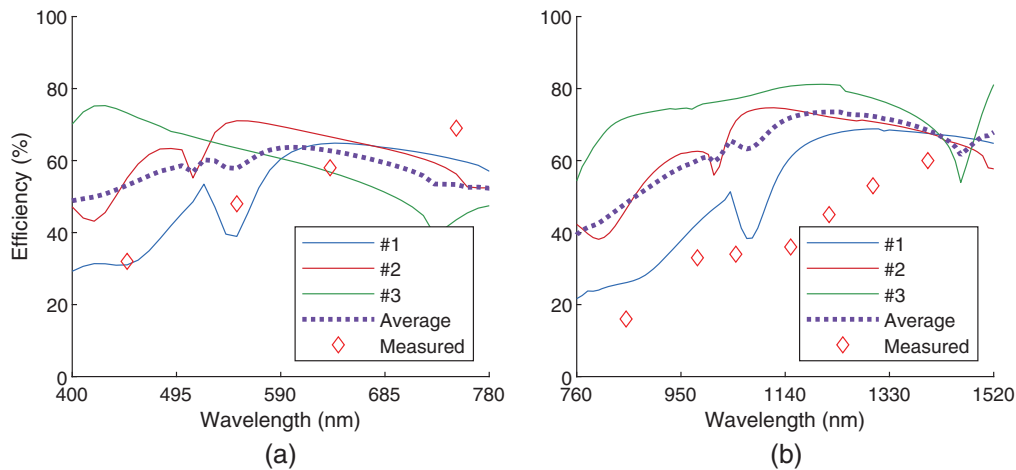 Efficiency (%)
100
80
60
40
20
0
400 495 590 685 780
Wavelength (nm)
#1
#2
#3
Average
Measured
(a)
100
80
60
40
20
0
760 950 1140 1330 1520
Wavelength (nm)
#1
#2
#3
Average
Measured
(b)